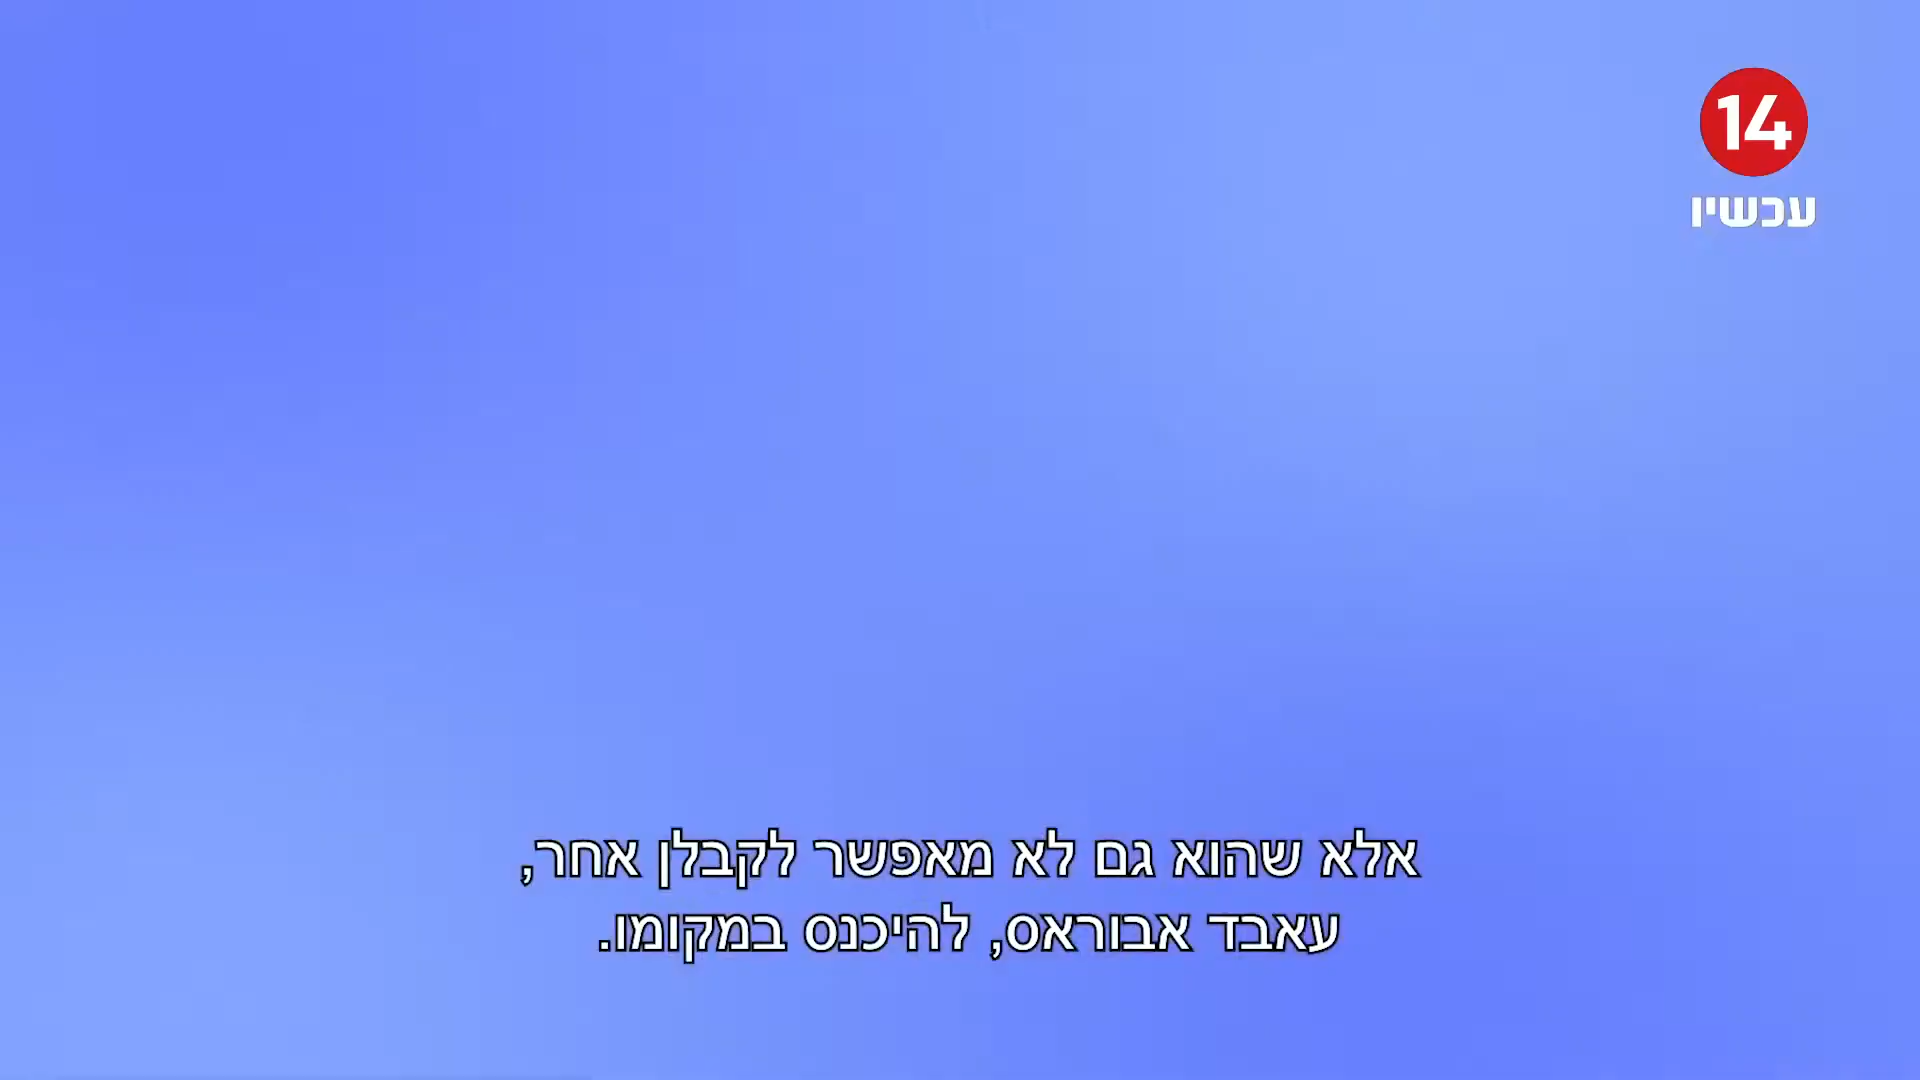 14
עכשיו
אלא שהוא גם לא מאפשר לקבלן אחר,
עאבד אבוראס, להיכנס במקומו.